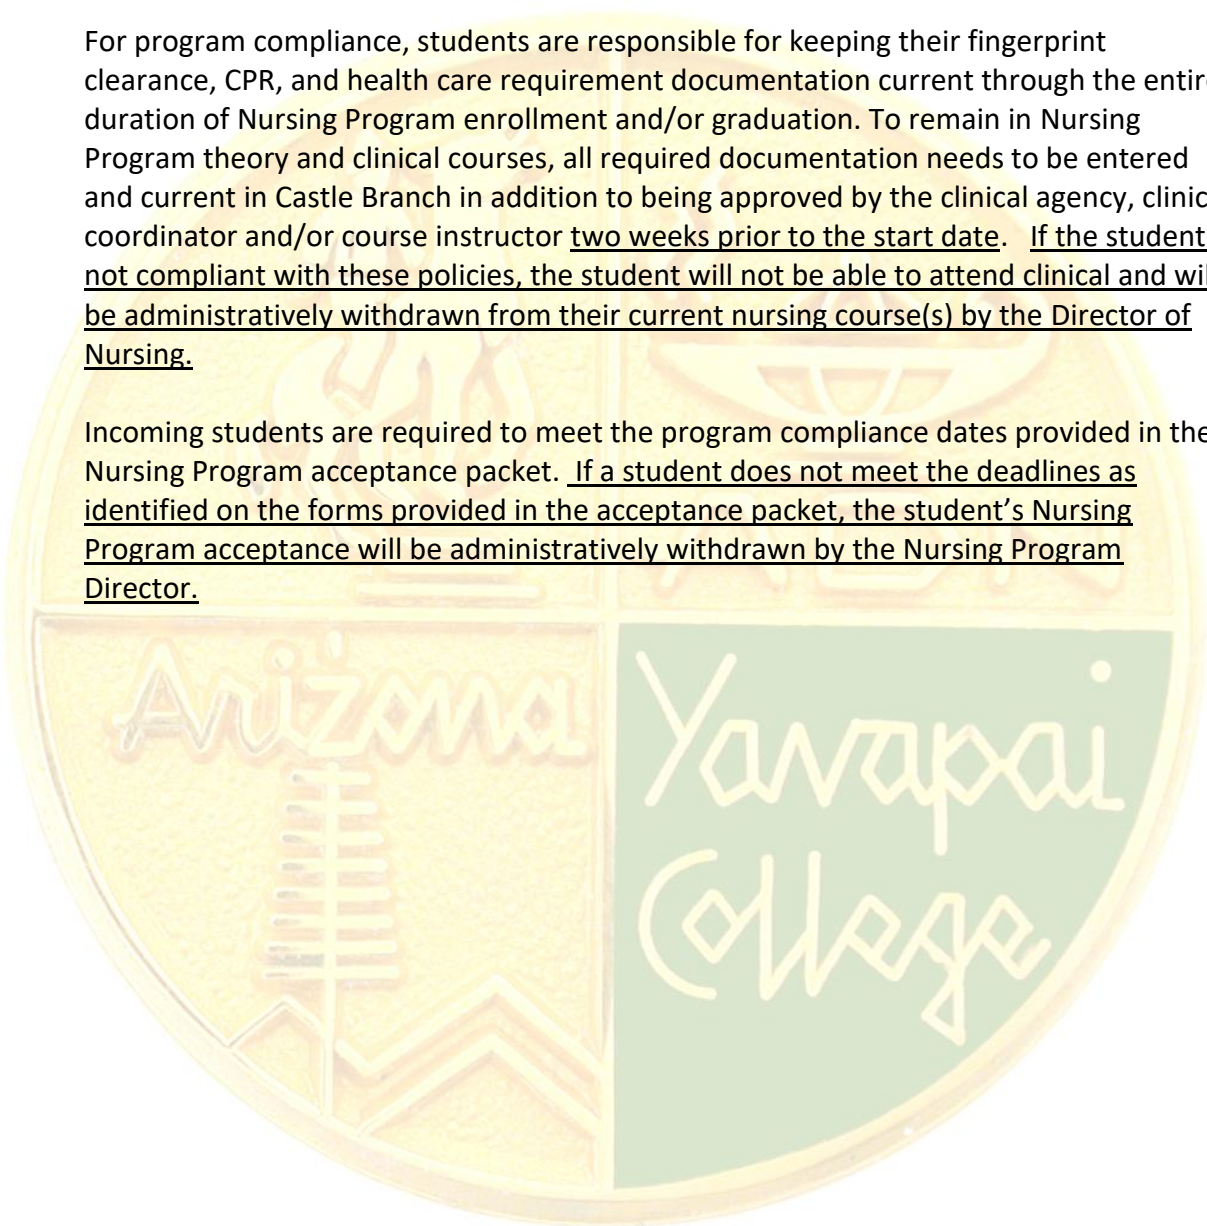 For program compliance, students are responsible for keeping their fingerprint
clearance, CPR, and health care requirement documentation current through the entir
duration of Nursing Program enrollment and/or graduation. To remain in Nursing
Program theory and clinical courses, all required documentation needs to be entered
and current in Castle Branch in addition to being approved by the clinical agency, clinic
coordinator and/or course instructor two weeks prior to the start date. If the student
not compliant with these policies, the student will not be able to attend clinical and wil
be administratively withdrawn from their current nursing course(s) by the Director of
Nursing.
Incoming students are required to meet the program compliance dates provided in the
Nursing Program acceptance packet. If a student does not meet the deadlines as
identified on the forms provided in the acceptance packet, the student’s Nursing
Program acceptance will be administratively withdrawn by the Nursing Program
Director.
ADN
Arizona
Yavapai
College